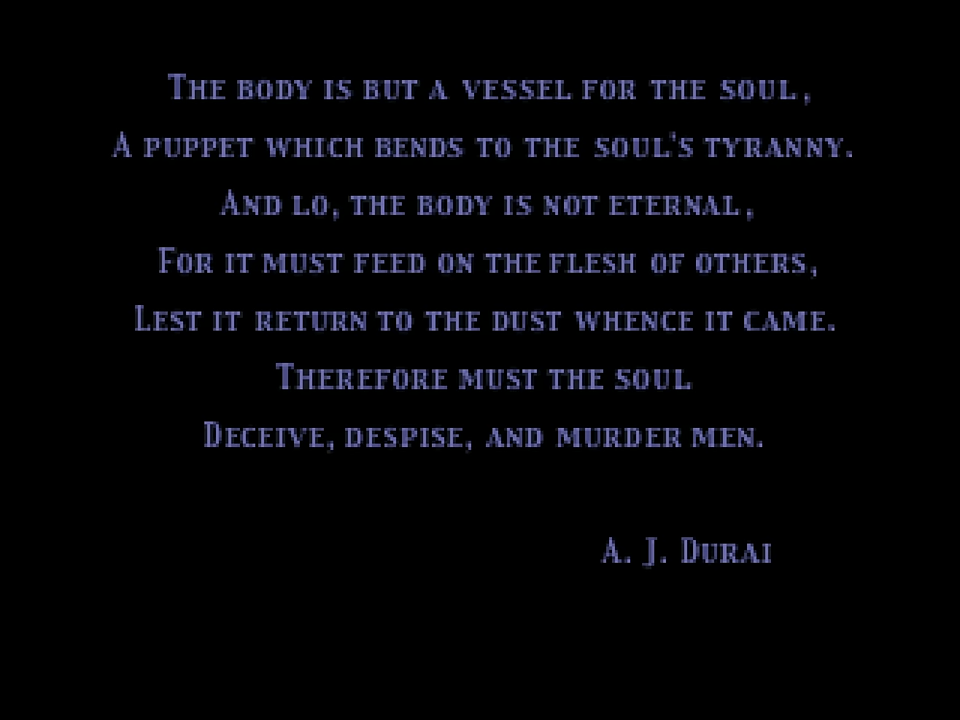 The body is but a vessel for the soul,
A puppet which bends to the soul's tyranny.
And lo, the body is not eternal,
For it must feed on the flesh of others,
Lest it return to the dust whence it came.
Therefore must the soul
Deceive, despise, and murder men.
A. J. Durai